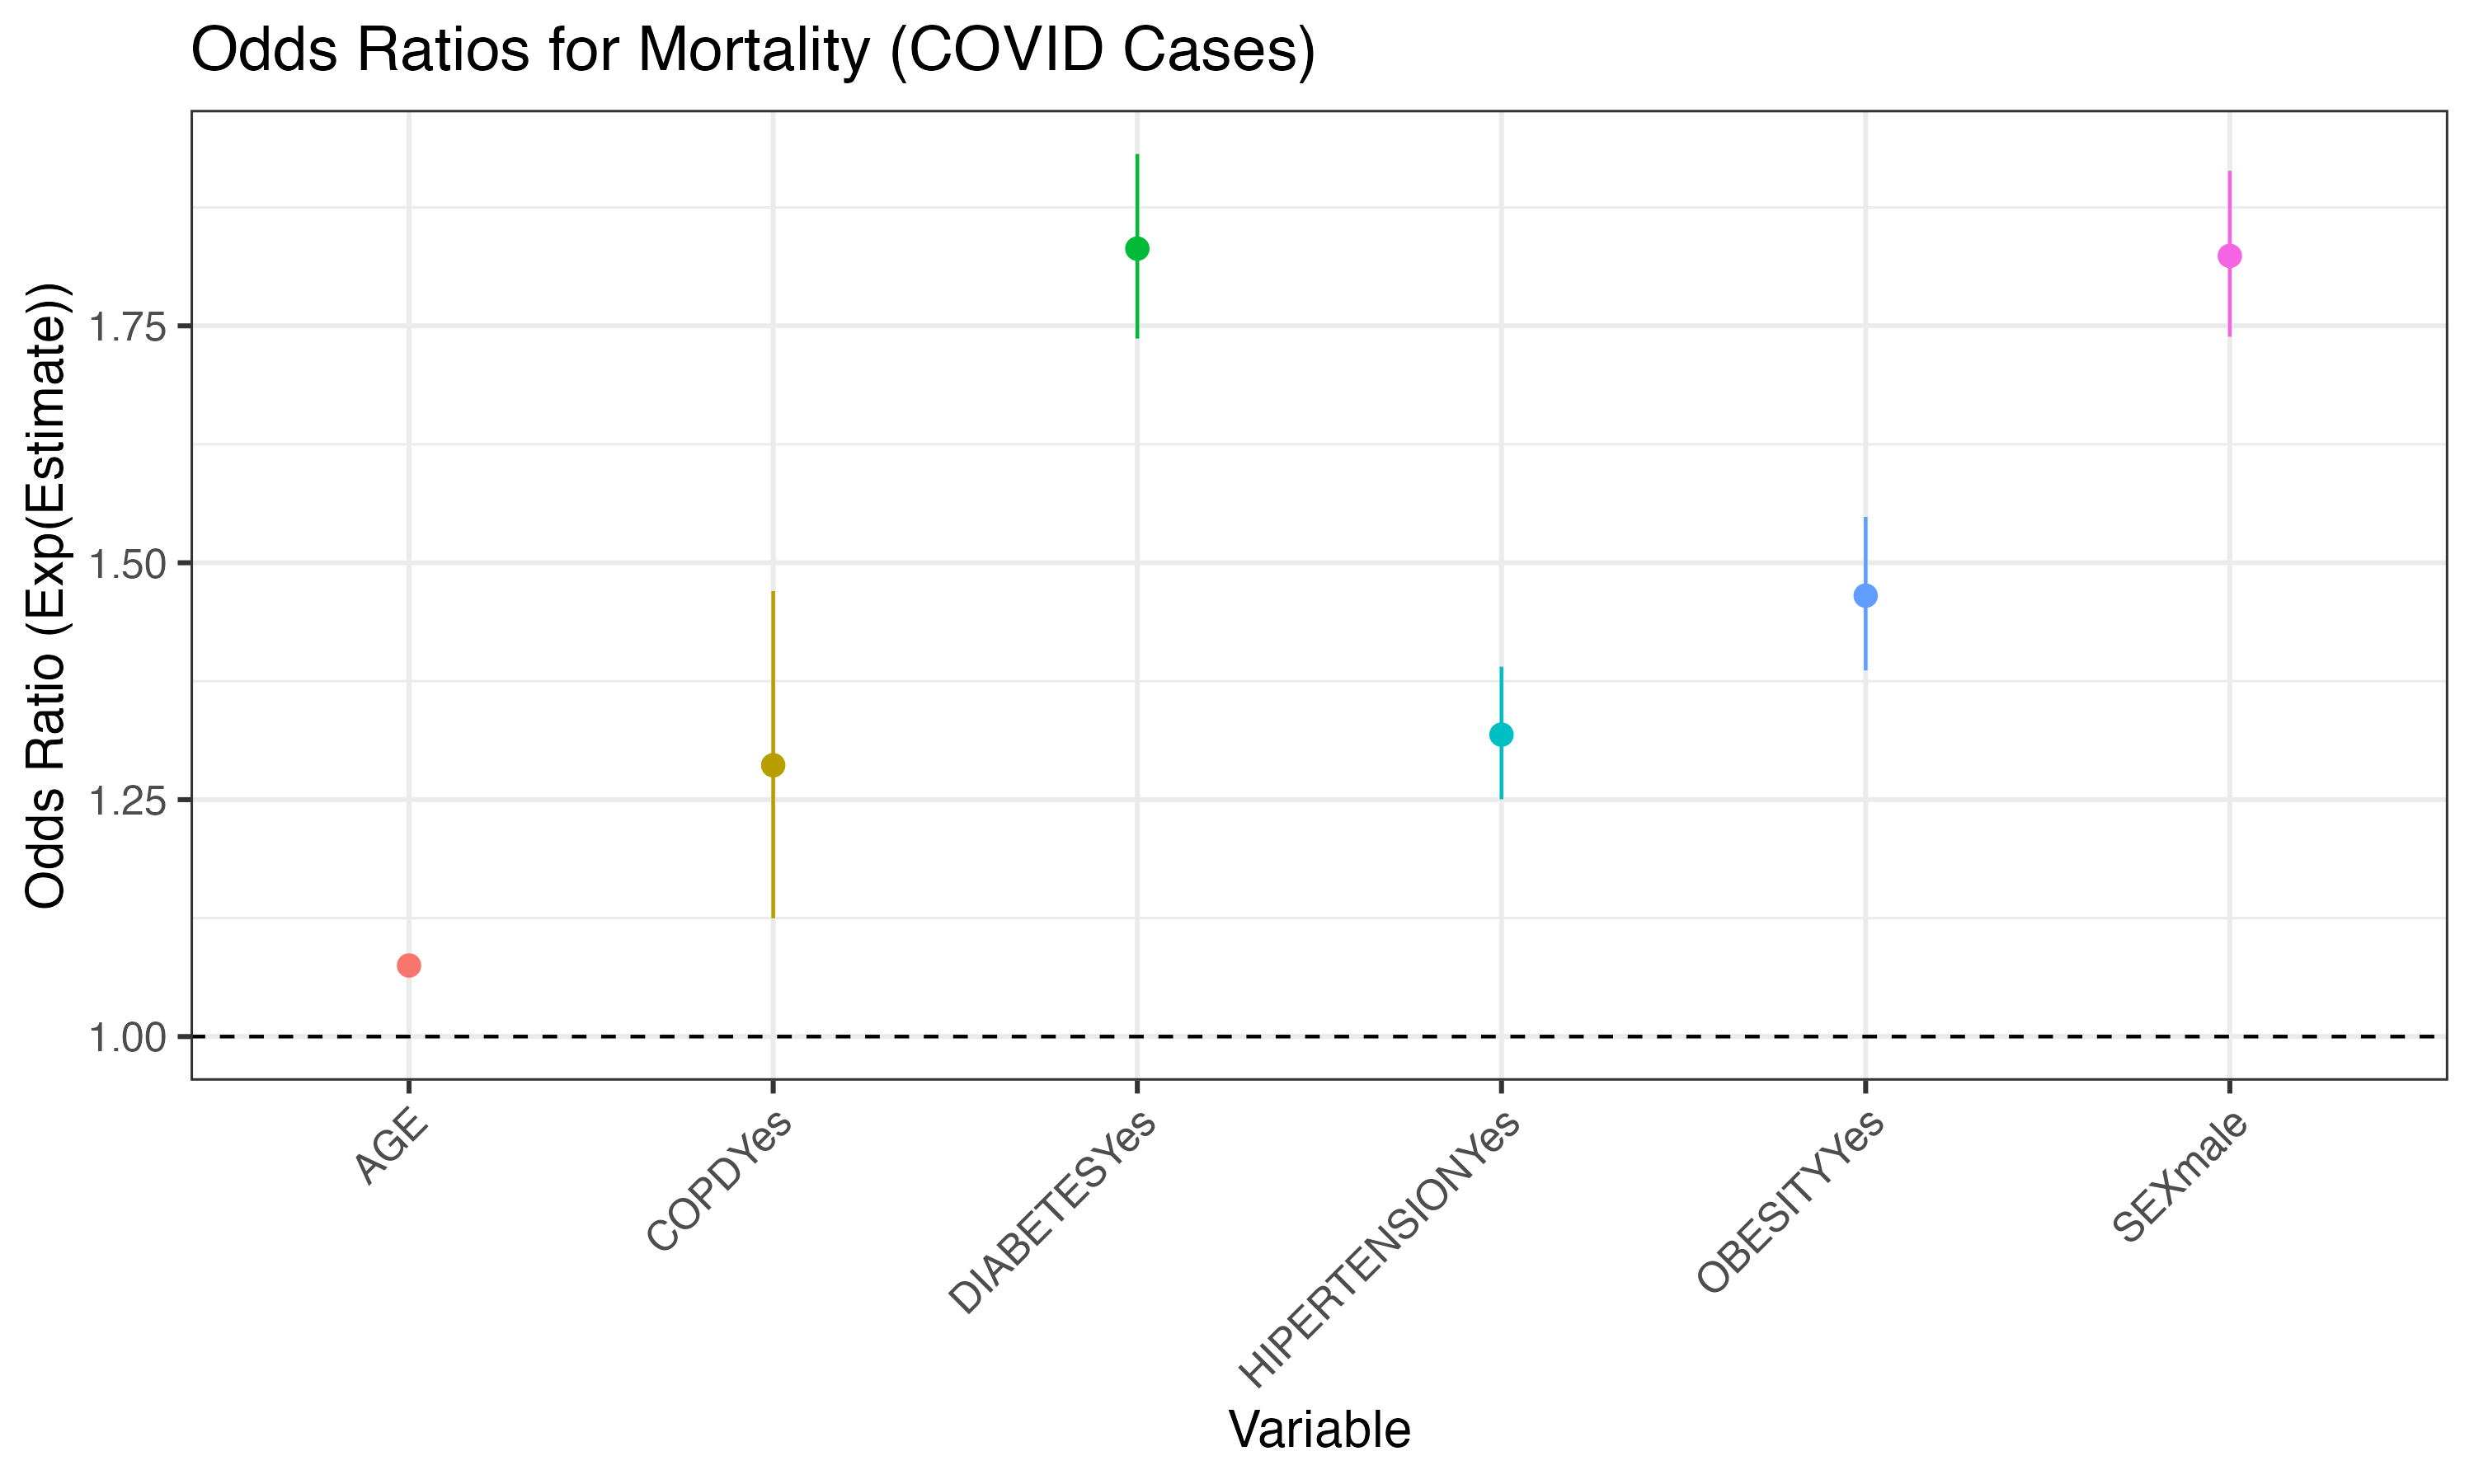 Odds Ratios for Mortality (COVID Cases)
Odds Ratio (Exp(Estimate))
1.75
1.50
1.25
1.00
AGE
COPDYes
DIABETESYes
HIPERTENSIONYes
OBESITYYes
SEXmale
Variable